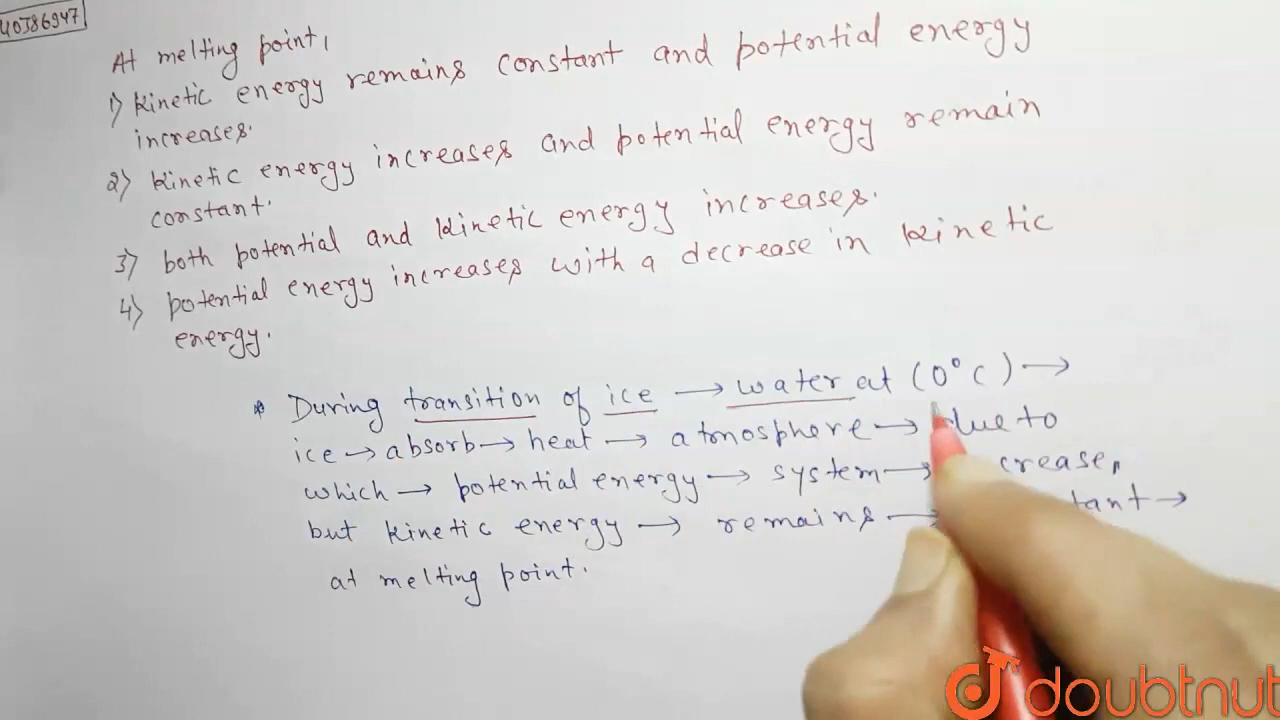 40386947
At melting point,
1) Kinetic energy remains constant and potential energy
increases.
2) Kinetic energy increases and potential energy remain
constant.
3) both potential and kinetic energy increases.
4) potential energy increases with a decrease in kinetic
energy.
* During transition of ice → water at (0°C) →
ice → absorb → heat → atmosphere → due to
which → potential energy → system → crease,
but kinetic energy → remains → tant →
at melting point.
doubtnut